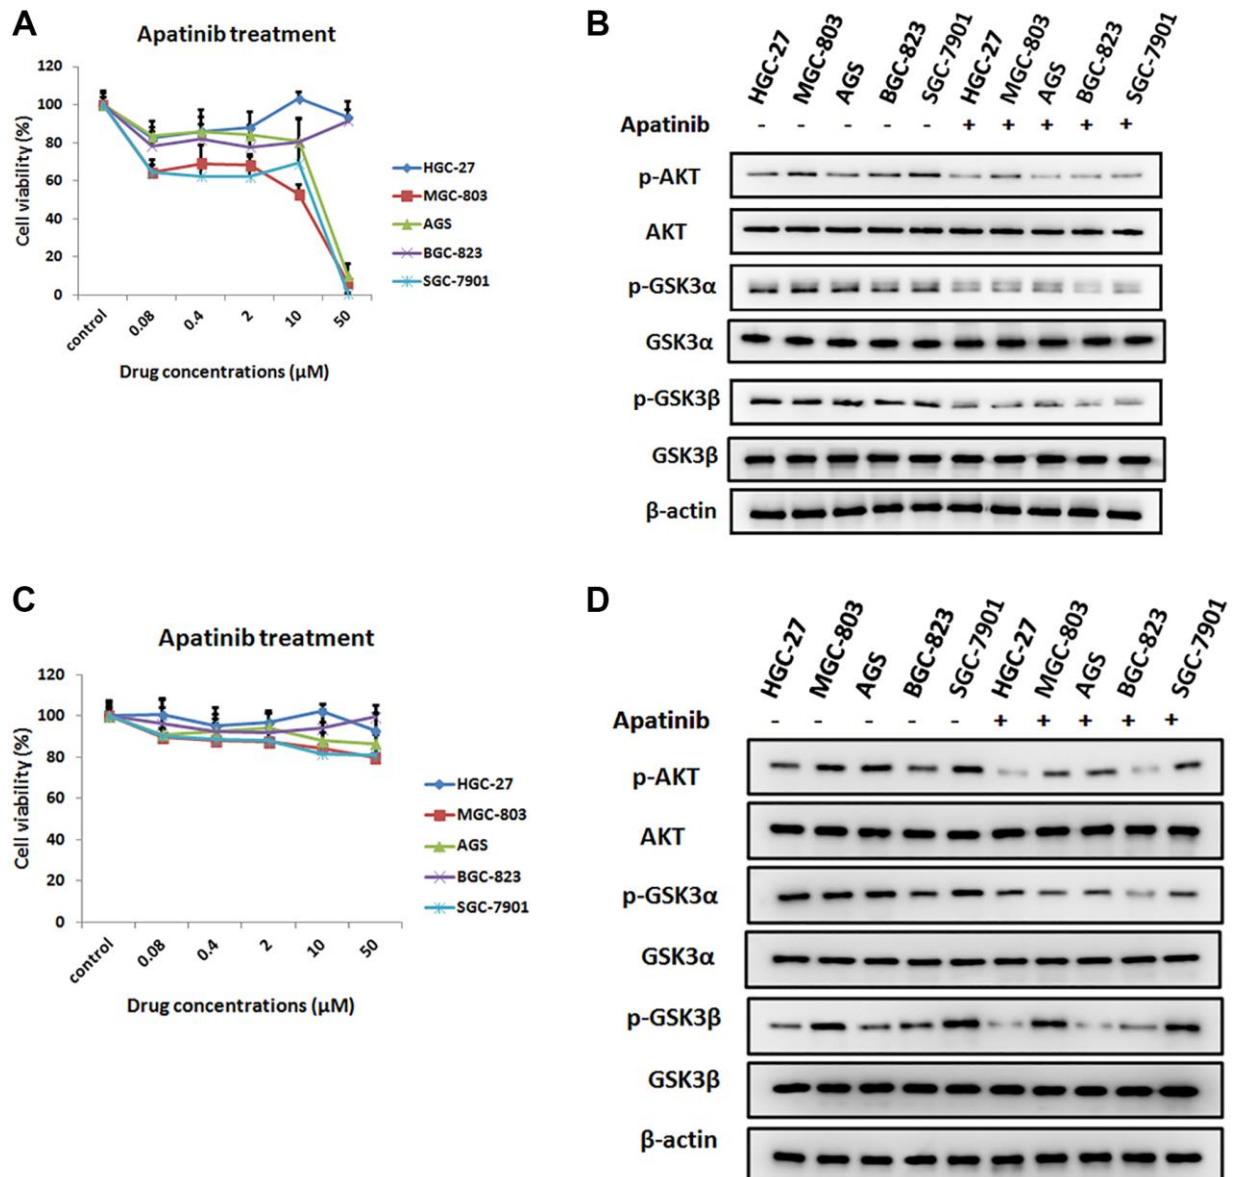 A
Apatinib treatment
120
100
80
60
40
20
0
Cell viability (%)
control
0.08
0.4
2
10
50
Drug concentrations (µM)
HGC-27
MGC-803
AGS
BGC-823
SGC-7901
B
HGC-27 MGC-803 AGS BGC-823 SGC-7901 HGC-27 MGC-803 AGS BGC-823 SGC-7901
Apatinib - - - - - + + + + +
p-AKT
AKT
p-GSK3α
GSK3α
p-GSK3β
GSK3β
β-actin
C
Apatinib treatment
120
100
80
60
40
20
0
Cell viability (%)
control
0.08
0.4
2
10
50
Drug concentrations (µM)
HGC-27
MGC-803
AGS
BGC-823
SGC-7901
D
HGC-27 MGC-803 AGS BGC-823 SGC-7901 HGC-27 MGC-803 AGS BGC-823 SGC-7901
Apatinib - - - - - + + + + +
p-AKT
AKT
p-GSK3α
GSK3α
p-GSK3β
GSK3β
β-actin